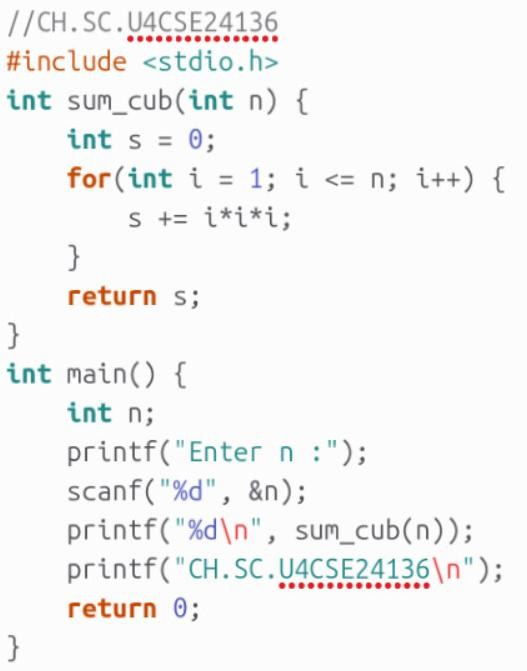 //CH.SC.U4CSE24136
#include <stdio.h>
int sum_cub(int n) {
    int s = 0;
    for(int i = 1; i <= n; i++) {
        s += i*i*i;
    }
    return s;
}
int main() {
    int n;
    printf("Enter n :");
    scanf("%d", &n);
    printf("%d\n", sum_cub(n));
    printf("CH.SC.U4CSE24136\n");
    return 0;
}